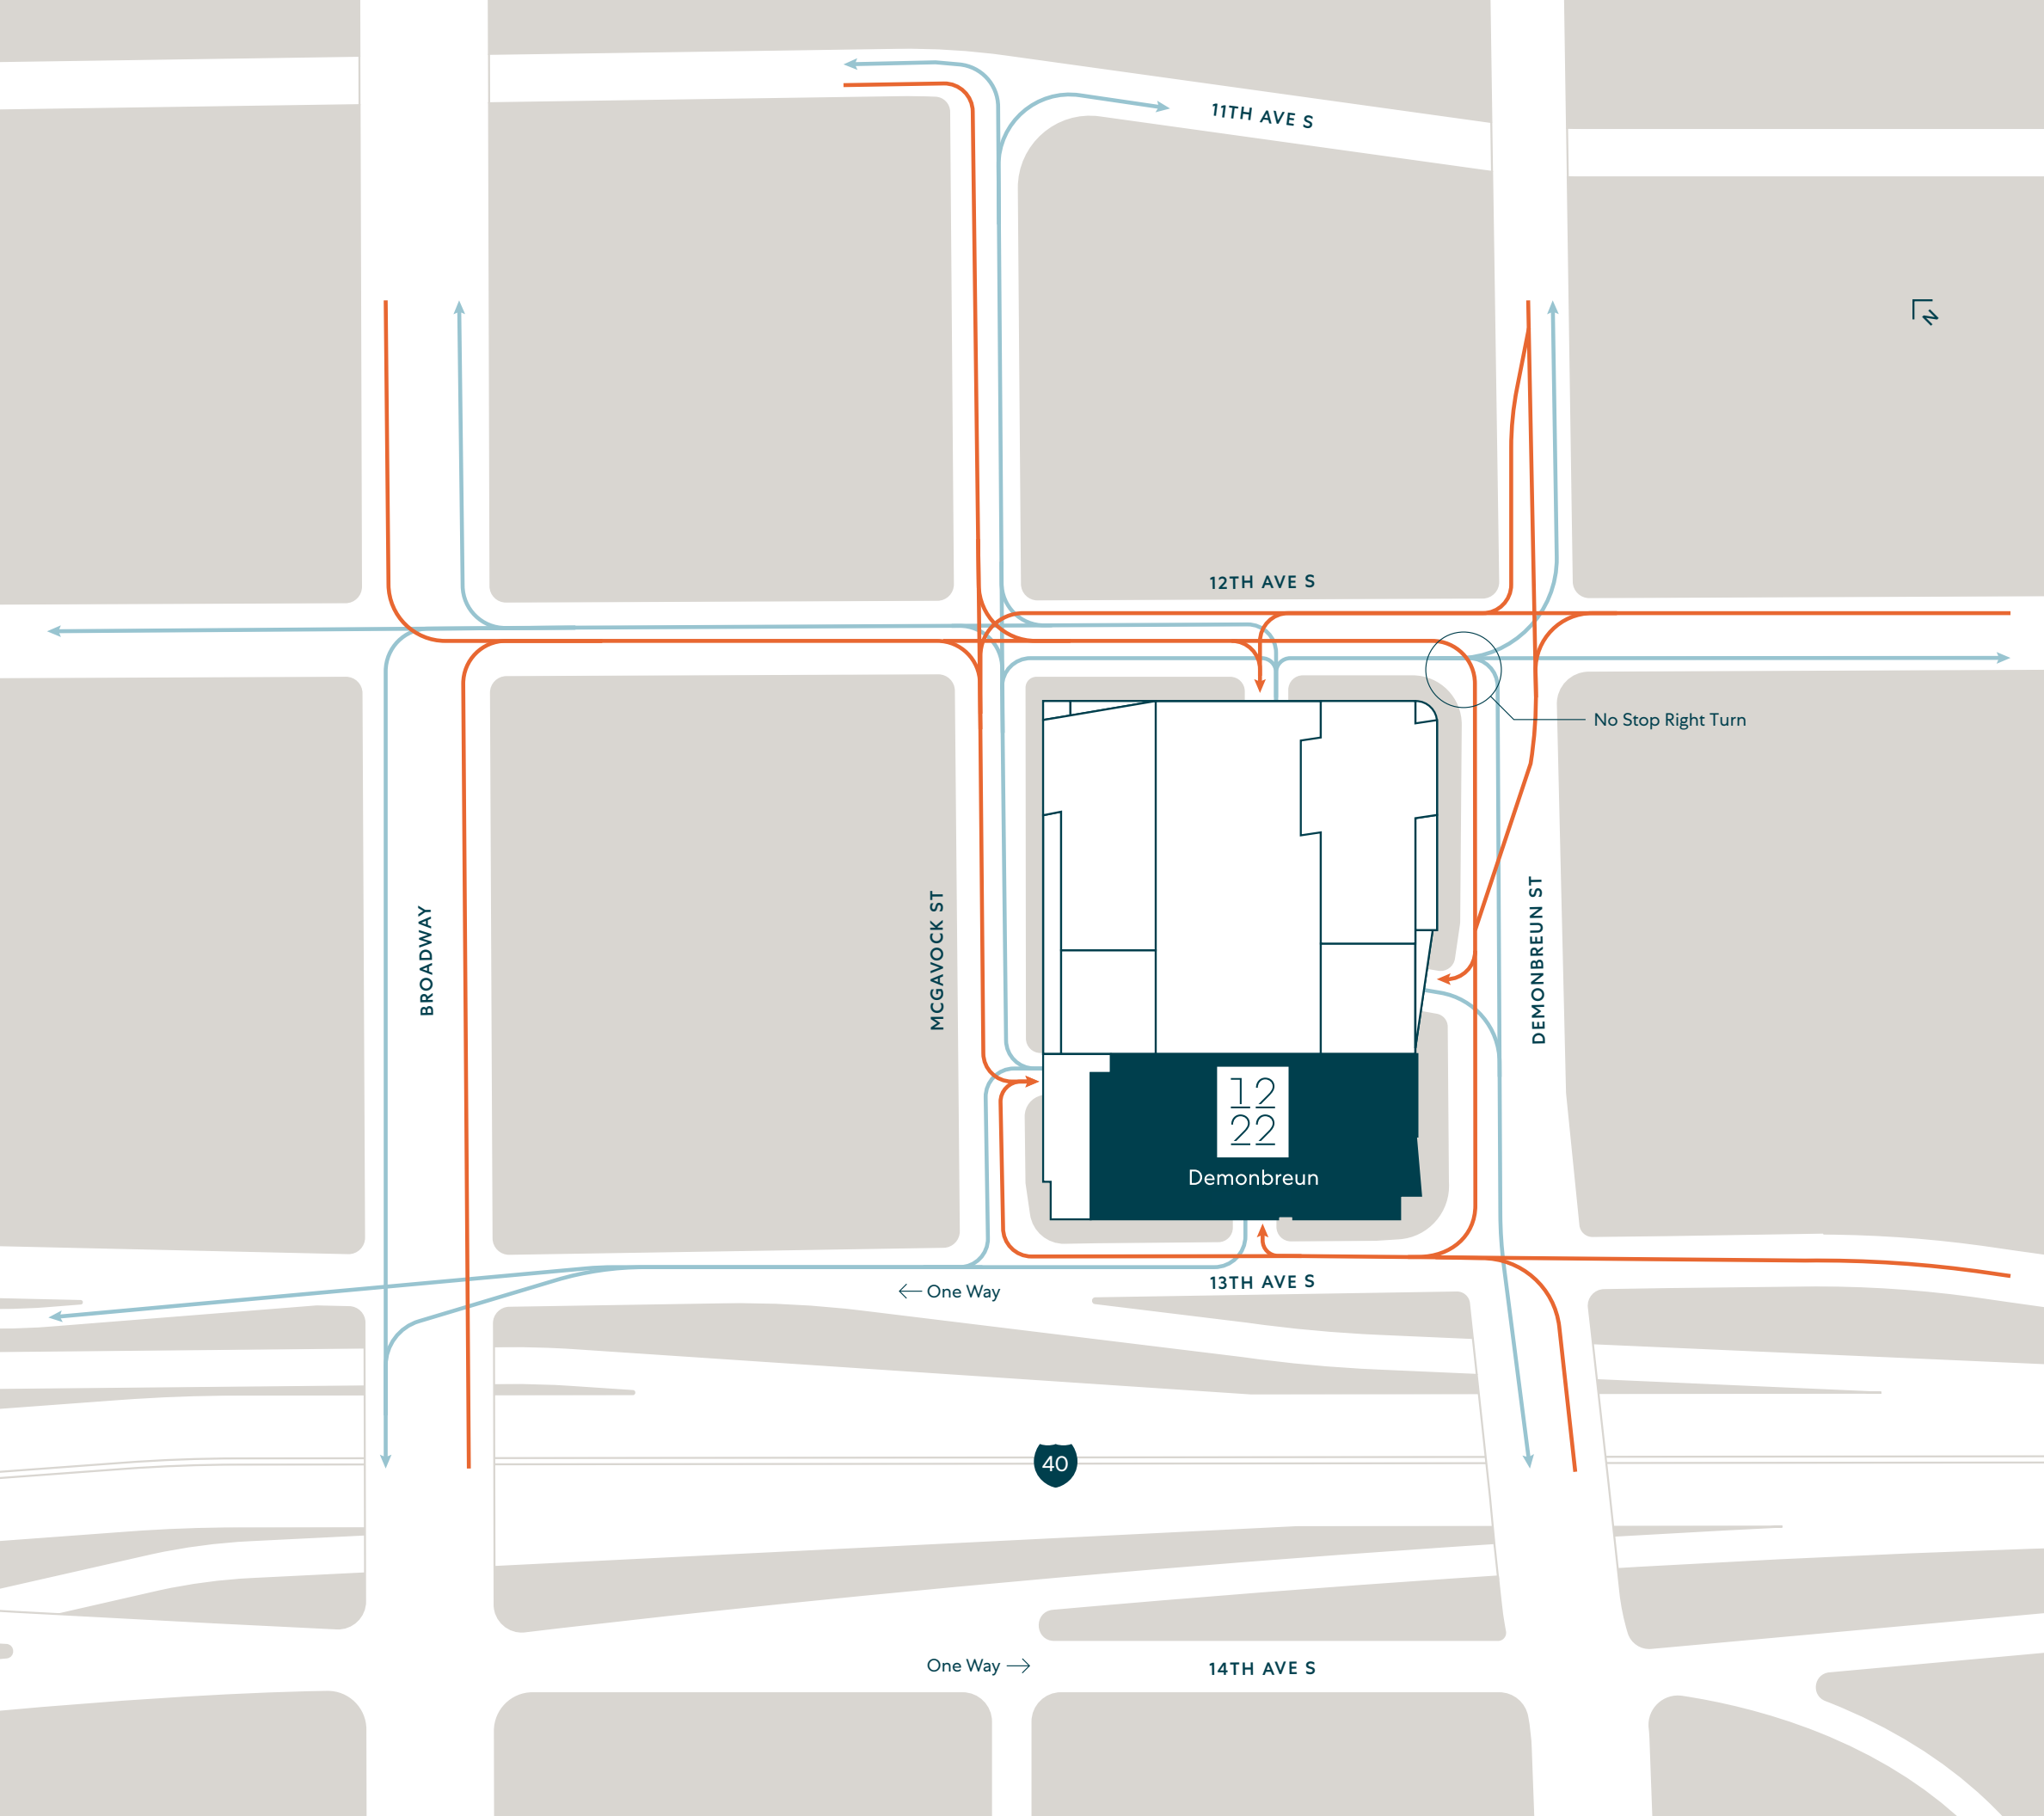 11TH AVE S
N
12TH AVE S
No Stop Right Turn
BROADWAY
MCGAVOCK ST
DEMONBREUN ST
12
22
Demonbreun
13TH AVE S
One Way
40
One Way
14TH AVE S